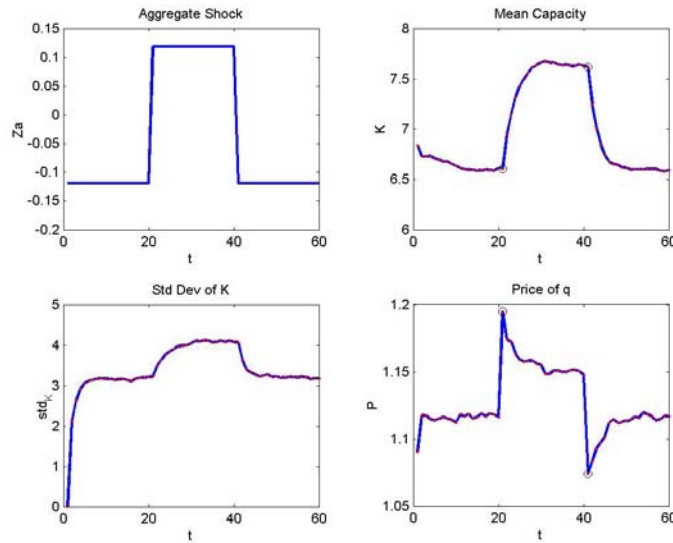 Aggregate Shock
0.15
0.1
0.05
0
-0.05
-0.1
-0.15
-0.2
Za
0 20 40 60
t
Mean Capacity
8
7.5
7
6.5
6
K
0 20 40 60
t
Std Dev of K
5
4
3
2
1
0
std_K
0 20 40 60
t
Price of q
1.2
1.15
1.1
1.05
P
0 20 40 60
t